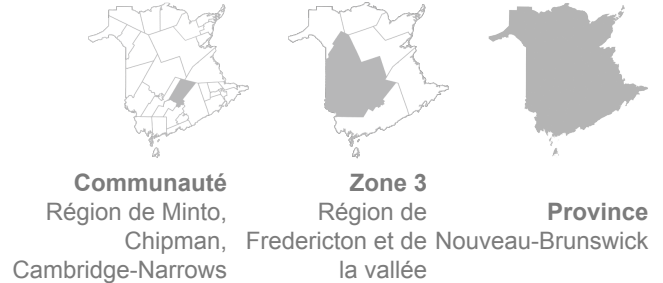 Communauté
Région de Minto,
Chipman,
Cambridge-Narrows
Zone 3
Région de
Fredericton et de
la vallée
Province
Nouveau-Brunswick